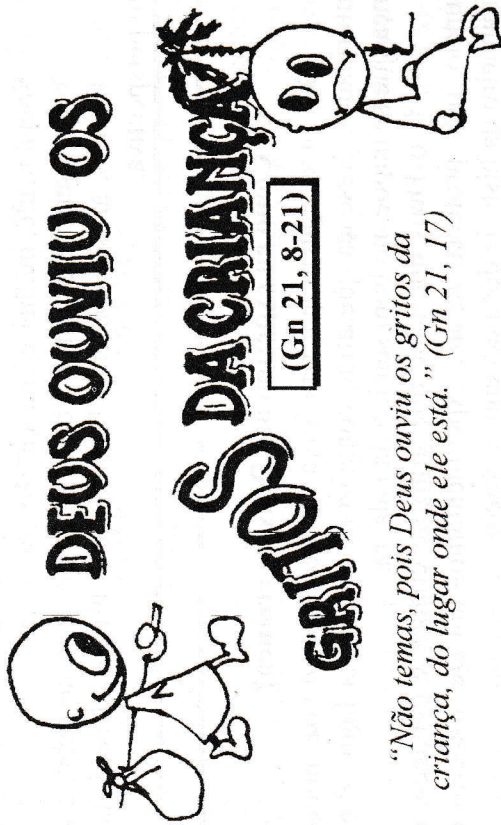 DEUS OUVIU OS
GRITOS DA CRIANÇA
(Gn 21, 8-21)
"Não temas, pois Deus ouviu os gritos da
criança, do lugar onde ele está." (Gn 21, 17)